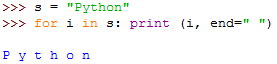 >>> s = "Python"
>>> for i in s: print (i, end=" ")
P y t h o n